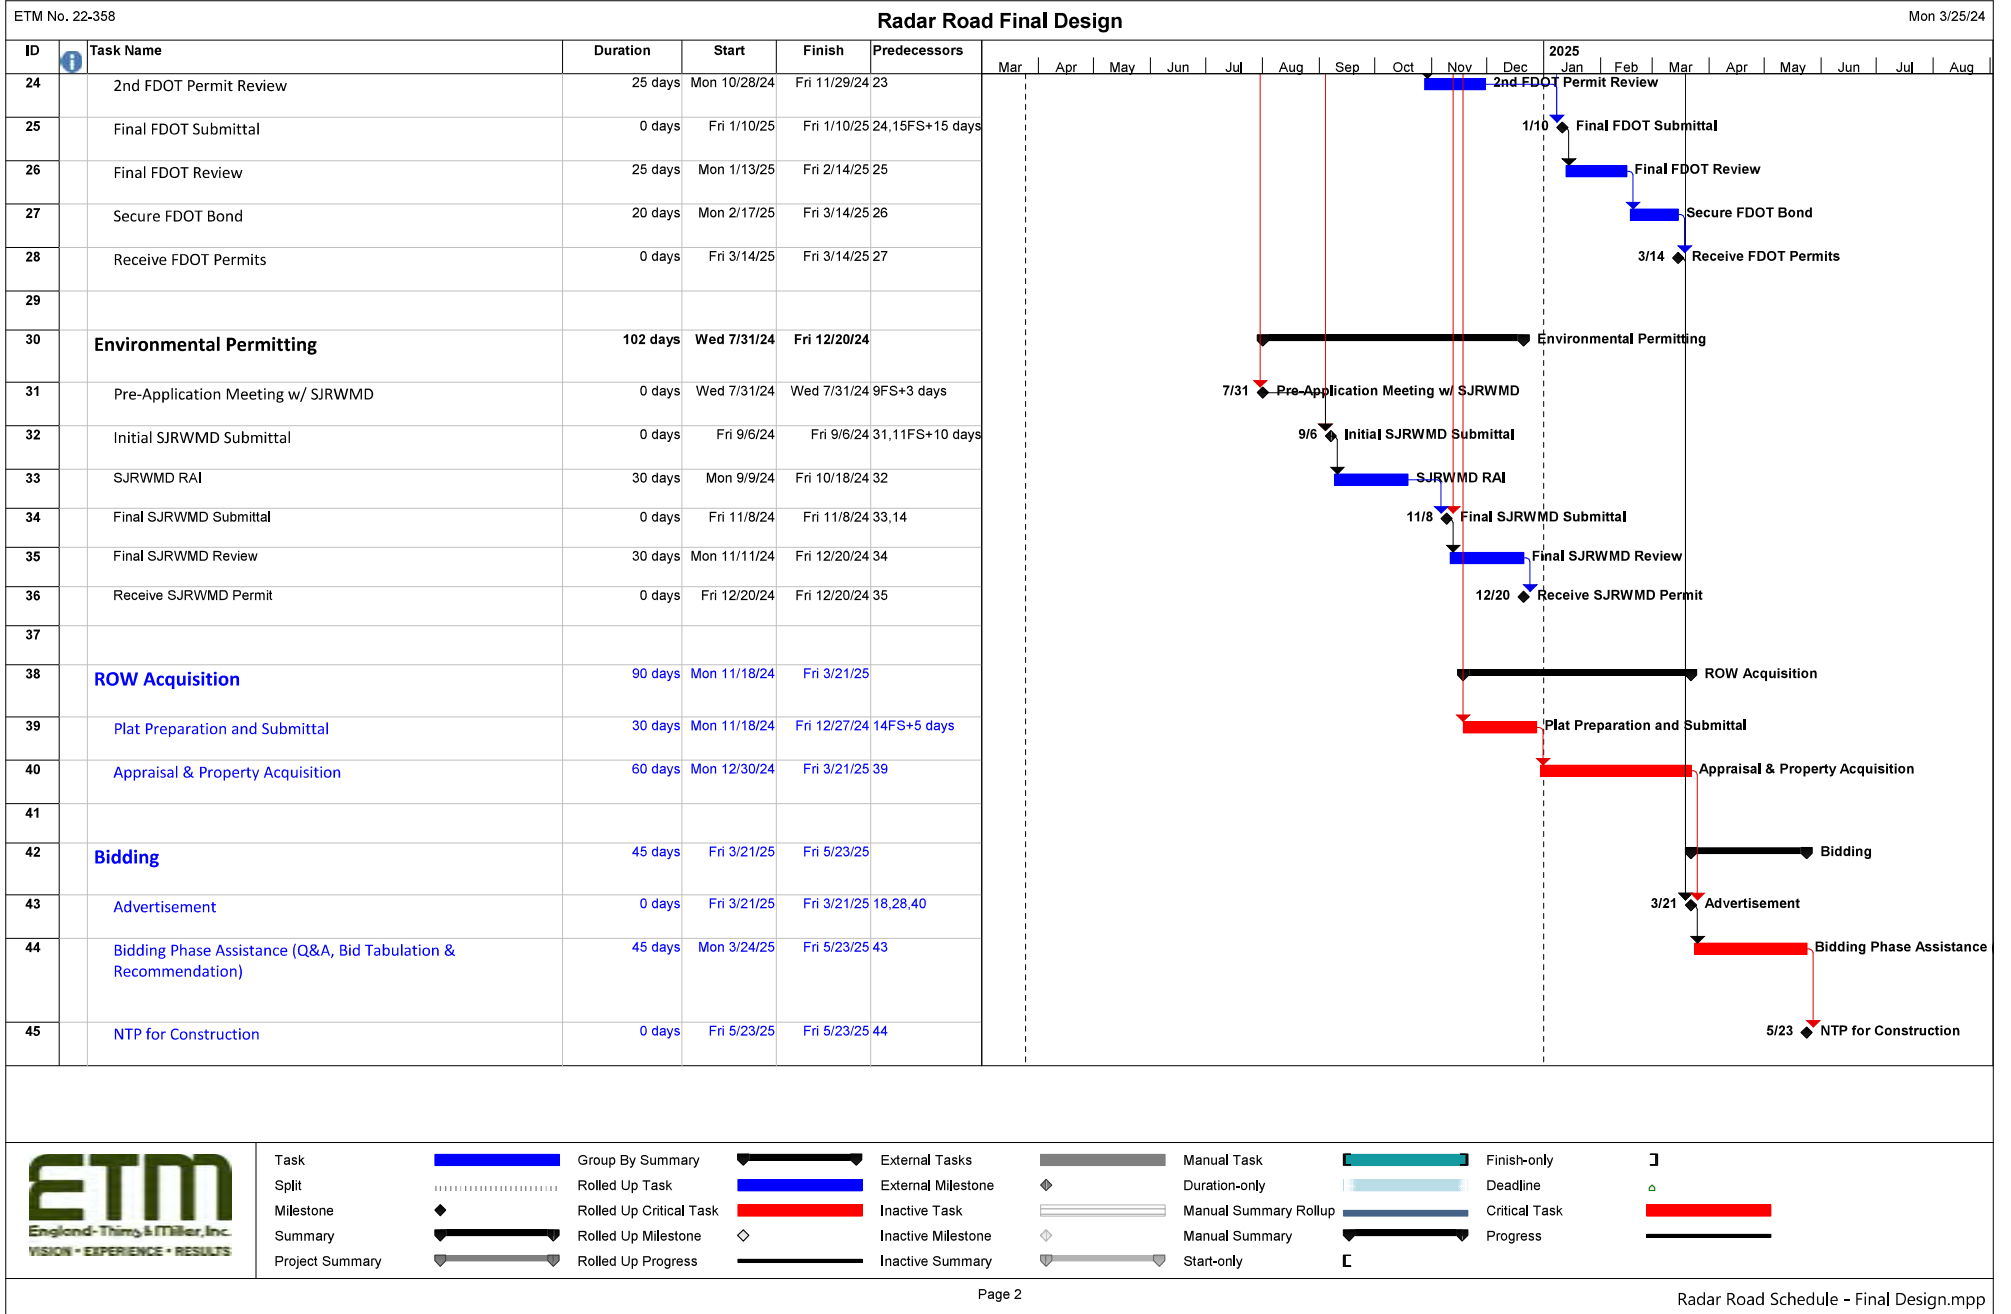 ETM No. 22-358
Radar Road Final Design
Mon 3/25/24
ID Task Name Duration Start Finish Predecessors
2025
Mar Apr May Jun Jul Aug Sep Oct Nov Dec Jan Feb Mar Apr May Jun Jul Aug
24 2nd FDOT Permit Review 25 days Mon 10/28/24 Fri 11/29/24 23 2nd FDOT Permit Review
25 Final FDOT Submittal 0 days Fri 1/10/25 Fri 1/10/25 24,15FS+15 days 1/10 Final FDOT Submittal
26 Final FDOT Review 25 days Mon 1/13/25 Fri 2/14/25 25 Final FDOT Review
27 Secure FDOT Bond 20 days Mon 2/17/25 Fri 3/14/25 26 Secure FDOT Bond
28 Receive FDOT Permits 0 days Fri 3/14/25 Fri 3/14/25 27 3/14 Receive FDOT Permits
29
30 Environmental Permitting 102 days Wed 7/31/24 Fri 12/20/24 Environmental Permitting
31 Pre-Application Meeting w/ SJRWMD 0 days Wed 7/31/24 Wed 7/31/24 9FS+3 days 7/31 Pre-Application Meeting w/ SJRWMD
32 Initial SJRWMD Submittal 0 days Fri 9/6/24 Fri 9/6/24 31,11FS+10 days 9/6 Initial SJRWMD Submittal
33 SJRWMD RAI 30 days Mon 9/9/24 Fri 10/18/24 32 SJRWMD RAI
34 Final SJRWMD Submittal 0 days Fri 11/8/24 Fri 11/8/24 33,14 11/8 Final SJRWMD Submittal
35 Final SJRWMD Review 30 days Mon 11/11/24 Fri 12/20/24 34 Final SJRWMD Review
36 Receive SJRWMD Permit 0 days Fri 12/20/24 Fri 12/20/24 35 12/20 Receive SJRWMD Permit
37
38 ROW Acquisition 90 days Mon 11/18/24 Fri 3/21/25 ROW Acquisition
39 Plat Preparation and Submittal 30 days Mon 11/18/24 Fri 12/27/24 14FS+5 days Plat Preparation and Submittal
40 Appraisal & Property Acquisition 60 days Mon 12/30/24 Fri 3/21/25 39 Appraisal & Property Acquisition
41
42 Bidding 45 days Fri 3/21/25 Fri 5/23/25 Bidding
43 Advertisement 0 days Fri 3/21/25 Fri 3/21/25 18,28,40 3/21 Advertisement
44 Bidding Phase Assistance (Q&A, Bid Tabulation & 45 days Mon 3/24/25 Fri 5/23/25 43 Bidding Phase Assistance
Recommendation)
45 NTP for Construction 0 days Fri 5/23/25 Fri 5/23/25 44 5/23 NTP for Construction
ETM
England-Thims & Miller, Inc.
VISION • EXPERIENCE • RESULTS
Task Group By Summary External Tasks Manual Task Finish-only
Split Rolled Up Task External Milestone Duration-only Deadline
Milestone Rolled Up Critical Task Inactive Task Manual Summary Rollup Critical Task
Summary Rolled Up Milestone Inactive Milestone Manual Summary Progress
Project Summary Rolled Up Progress Inactive Summary Start-only
Page 2
Radar Road Schedule - Final Design.mpp